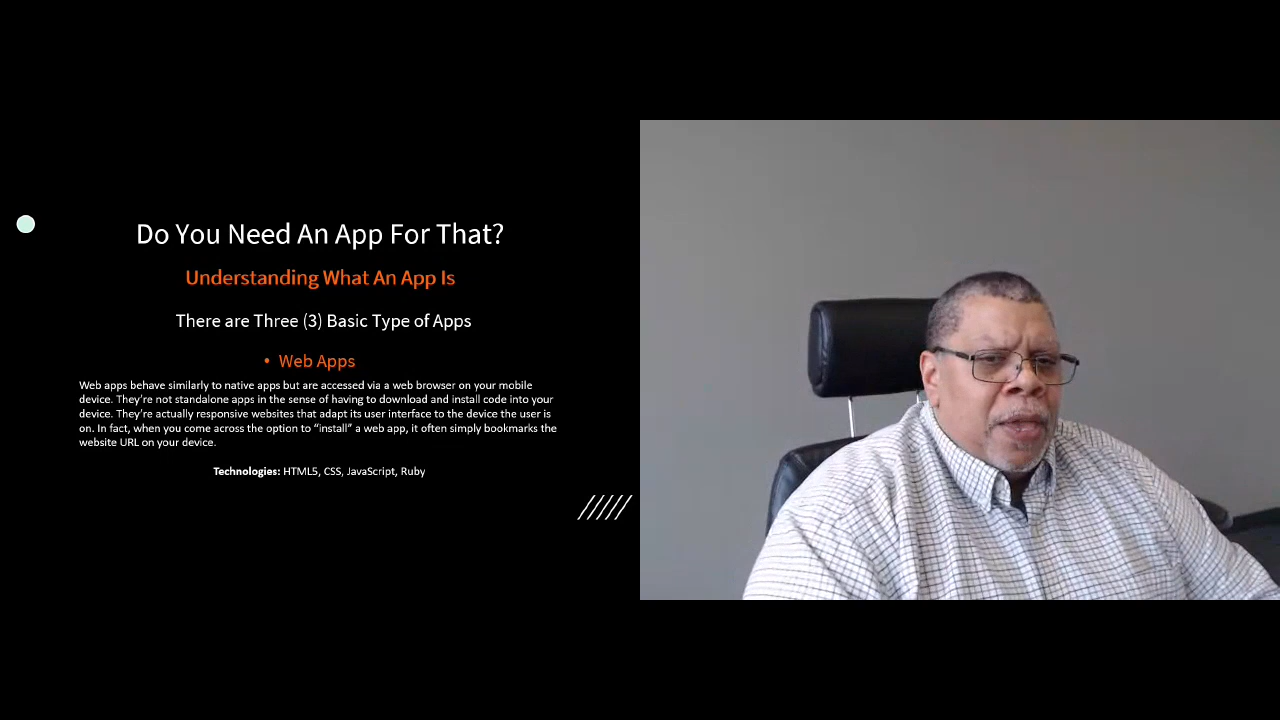 Do You Need An App For That?
Understanding What An App Is
There are Three (3) Basic Type of Apps
• Web Apps
Web apps behave similarly to native apps but are accessed via a web browser on your mobile
device. They’re not standalone apps in the sense of having to download and install code into your
device. They’re actually responsive websites that adapt its user interface to the device the user is
on. In fact, when you come across the option to “install” a web app, it often simply bookmarks the
website URL on your device.
Technologies: HTML5, CSS, JavaScript, Ruby